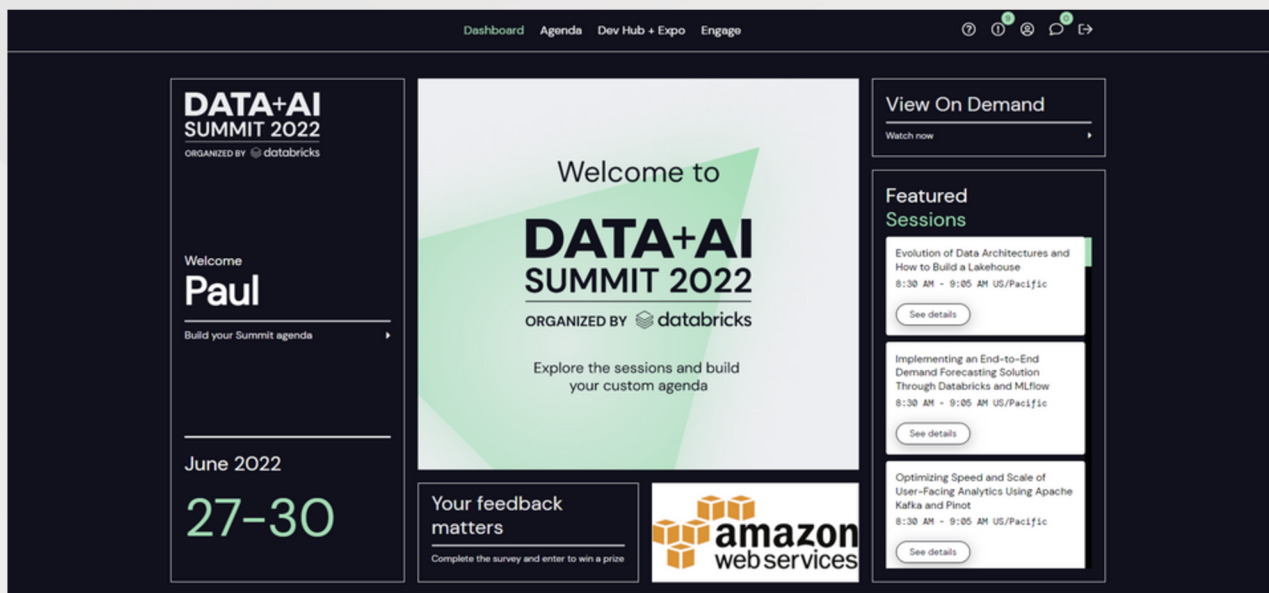 Dashboard Agenda Dev Hub + Expo Engage
DATA+AI
SUMMIT 2022
ORGANIZED BY databricks
Welcome
Paul
Build your Summit agenda
June 2022
27-30
Welcome to
DATA+AI
SUMMIT 2022
ORGANIZED BY databricks
Explore the sessions and build
your custom agenda
Your feedback
matters
Complete the survey and enter to win a prize
amazon
web services
View On Demand
Watch now
Featured
Sessions
Evolution of Data Architectures and
How to Build a Lakehouse
8:30 AM - 9:05 AM US/Pacific
See details
Implementing an End-to-End
Demand Forecasting Solution
Through Databricks and MLflow
8:30 AM - 9:05 AM US/Pacific
See details
Optimizing Speed and Scale of
User-Facing Analytics Using Apache
Kafka and Pinot
8:30 AM - 9:05 AM US/Pacific
See details